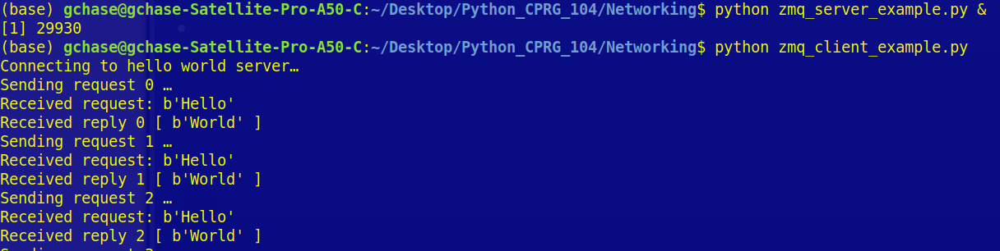 (base) gchase@gchase-Satellite-Pro-A50-C:~/Desktop/Python_CPRG_104/Networking$ python zmq_server_example.py &
[1] 29930
(base) gchase@gchase-Satellite-Pro-A50-C:~/Desktop/Python_CPRG_104/Networking$ python zmq_client_example.py
Connecting to hello world server…
Sending request 0 …
Received request: b'Hello'
Received reply 0 [ b'World' ]
Sending request 1 …
Received request: b'Hello'
Received reply 1 [ b'World' ]
Sending request 2 …
Received request: b'Hello'
Received reply 2 [ b'World' ]